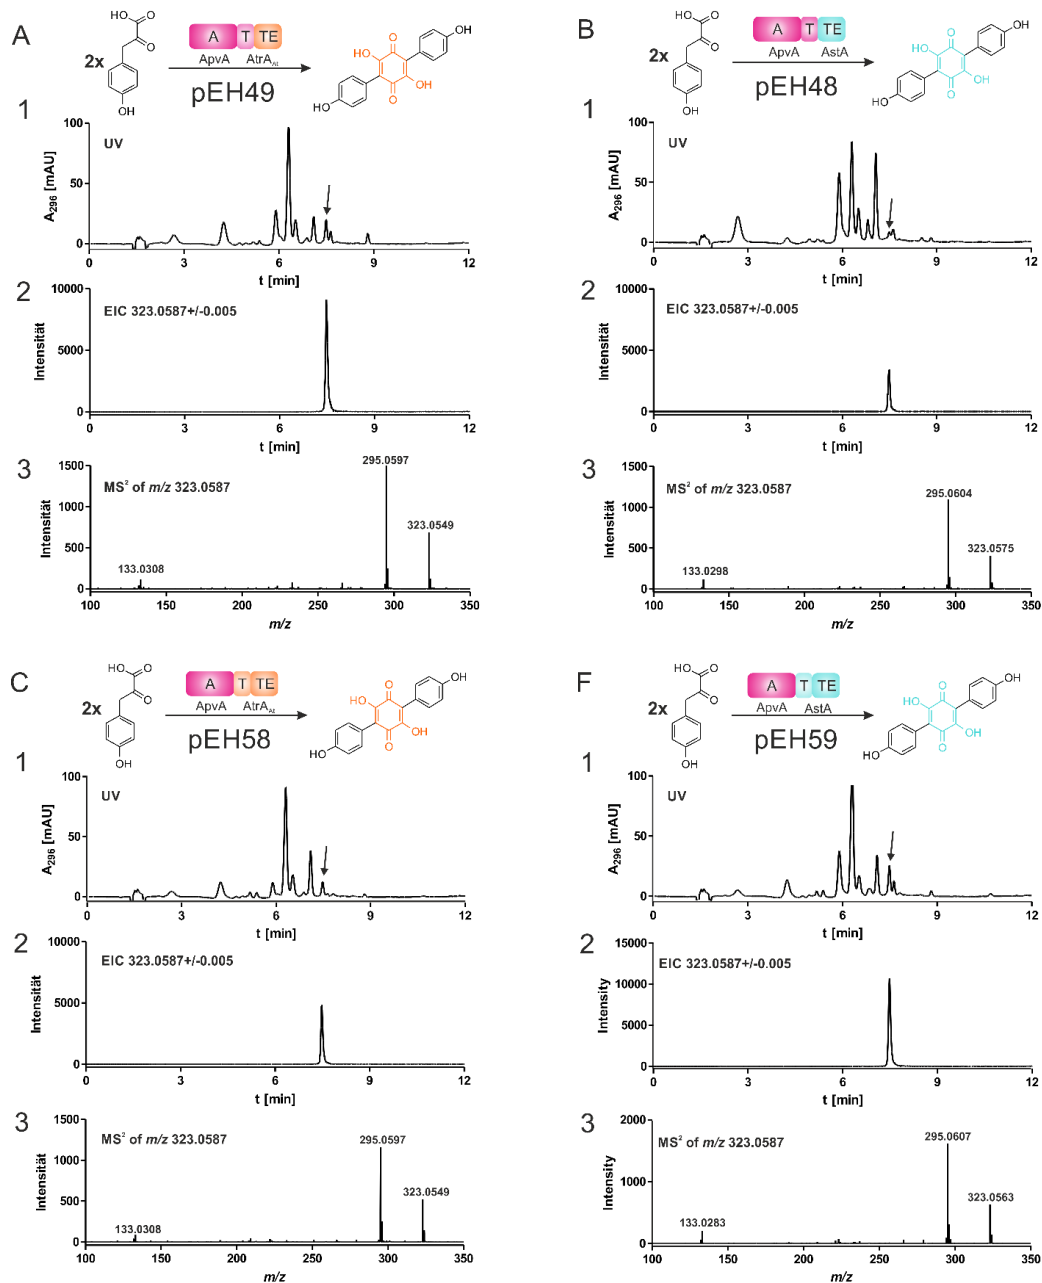 A
HO O
O
OH
2x
A T TE
ApvA AtrA_At
pEH49
OH
HO O
O OH
HO
1
UV
A296 [mAU]
100
50
0
0 3 6 9 12
t [min]
2
EIC 323.0587+/-0.005
Intensität
10000
5000
0
0 3 6 9 12
t [min]
3
MS2 of m/z 323.0587
Intensität
1500
1000
500
0
133.0308
295.0597
323.0549
100 150 200 250 300 350
m/z
B
HO O
O
OH
2x
A T TE
ApvA AstA
pEH48
OH
HO O
O OH
HO
1
UV
A296 [mAU]
100
50
0
0 3 6 9 12
t [min]
2
EIC 323.0587+/-0.005
Intensität
10000
5000
0
0 3 6 9 12
t [min]
3
MS2 of m/z 323.0587
Intensität
1500
1000
500
0
133.0298
295.0604
323.0575
100 150 200 250 300 350
m/z
C
HO O
O
OH
2x
A T TE
ApvA AtrA_At
pEH58
OH
HO O
O OH
HO
1
UV
A296 [mAU]
100
50
0
0 3 6 9 12
t [min]
2
EIC 323.0587+/-0.005
Intensität
10000
5000
0
0 3 6 9 12
t [min]
3
MS2 of m/z 323.0587
Intensität
1500
1000
500
0
133.0308
295.0597
323.0549
100 150 200 250 300 350
m/z
F
HO O
O
OH
2x
A T TE
ApvA AstA
pEH59
OH
HO O
O OH
HO
1
UV
A296 [mAU]
100
50
0
0 3 6 9 12
t [min]
2
EIC 323.0587+/-0.005
Intensity
15000
10000
5000
0
0 3 6 9 12
t [min]
3
MS2 of m/z 323.0587
Intensity
2000
1000
0
133.0283
295.0607
323.0563
100 150 200 250 300 350
m/z